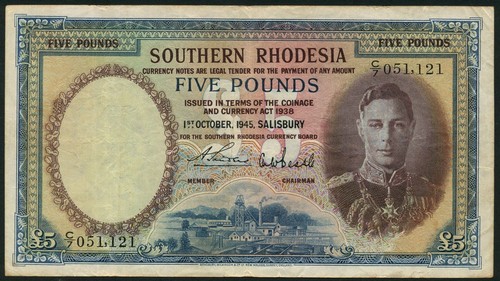 FIVE POUNDS
FIVE POUNDS
SOUTHERN RHODESIA
CURRENCY NOTES ARE LEGAL TENDER FOR THE PAYMENT OF ANY AMOUNT
C/7 051,121
FIVE POUNDS
ISSUED IN TERMS OF THE COINAGE
AND CURRENCY ACT 1938
1ST OCTOBER, 1945, SALISBURY
FOR THE SOUTHERN RHODESIA CURRENCY BOARD
MEMBER CHAIRMAN
C/7 051,121
£5
£5